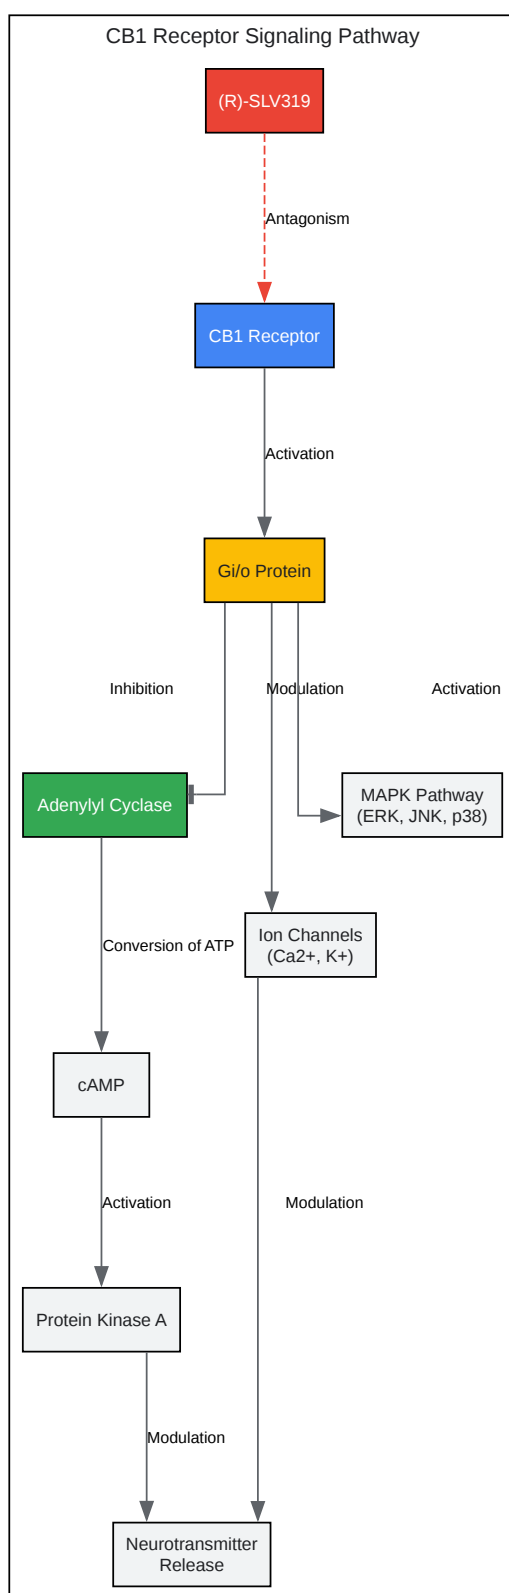 CB1 Receptor Signaling Pathway
(R)-SLV319
Antagonism
CB1 Receptor
Activation
Gi/o Protein
Inhibition
Modulation
Activation
Adenylyl Cyclase
MAPK Pathway
(ERK, JNK, p38)
Ion Channels
(Ca2+, K+)
Conversion of ATP
cAMP
Activation
Modulation
Protein Kinase A
Modulation
Neurotransmitter
Release